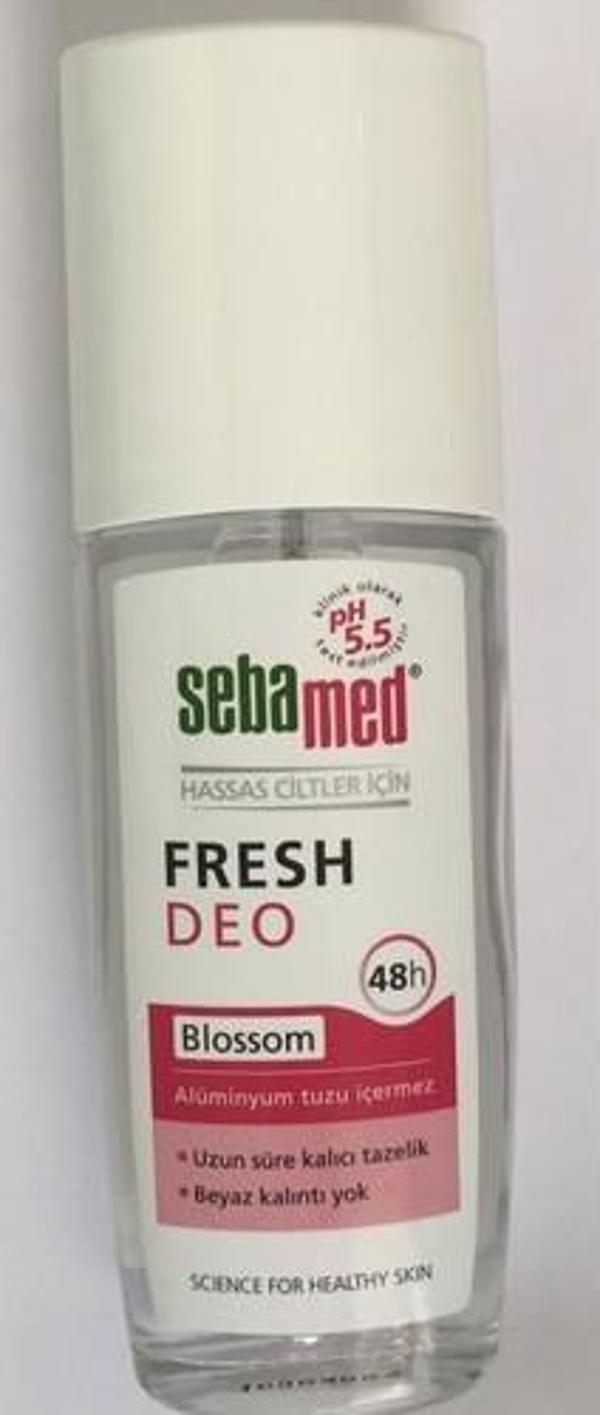 klinik olarak
pH
5.5
test edilmiştir
sebamed®
HASSAS CİLTLER İÇİN
FRESH
DEO
48h
Blossom
Alüminyum tuzu içermez
Uzun süre kalıcı tazelik
Beyaz kalıntı yok
SCIENCE FOR HEALTHY SKIN